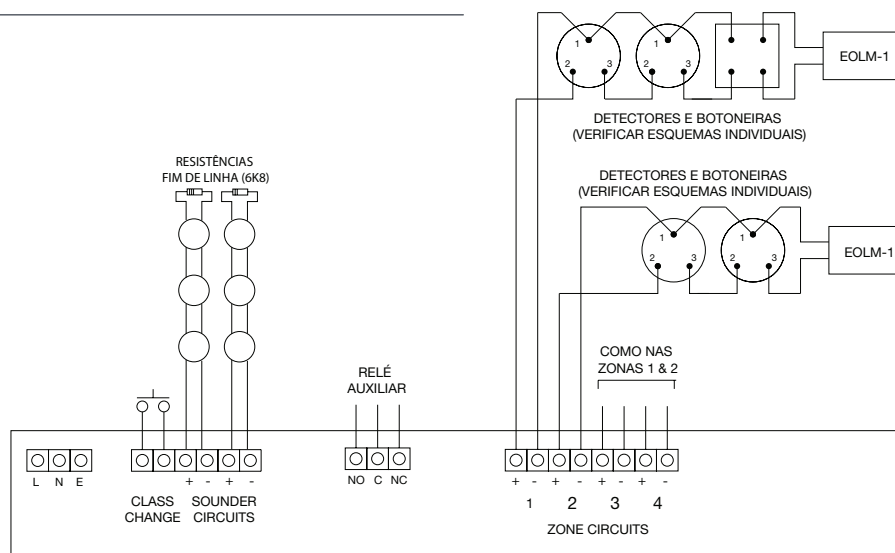 1
1
2
3
2
3
EOLM-1
DETECTORES E BOTONEIRAS
(VERIFICAR ESQUEMAS INDIVIDUAIS)
RESISTÊNCIAS
FIM DE LINHA (6K8)
DETECTORES E BOTONEIRAS
(VERIFICAR ESQUEMAS INDIVIDUAIS)
1
1
2
3
2
3
EOLM-1
COMO NAS
ZONAS 1 & 2
RELÉ
AUXILIAR
L N E
+ - + -
CLASS
CHANGE
SOUNDER
CIRCUITS
NO C NC
+ - + - + - + -
1 2 3 4
ZONE CIRCUITS